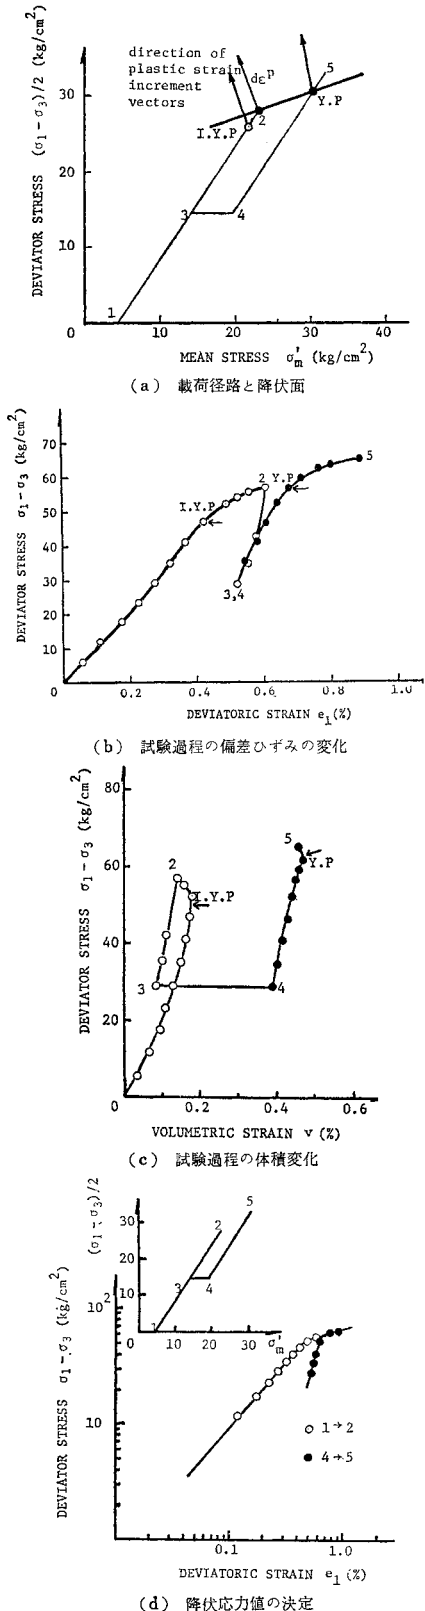 DEVIATOR STRESS (σ₁-σ₃)/2 (kg/cm²)
direction of
plastic strain
increment
vectors
dεᵖ
5
Y.P
2
I.Y.P
3
4
1
30
20
10
0
10
20
30
40
MEAN STRESS σ'm (kg/cm²)
(a) 載荷径路と降伏面
DEVIATOR STRESS σ₁-σ₃ (kg/cm²)
70
60
50
40
30
20
10
0
5
2 Y.P
I.Y.P
3,4
0.2
0.4
0.6
0.8
1.0
DEVIATORIC STRAIN e₁(%)
(b) 試験過程の偏差ひずみの変化
DEVIATOR STRESS σ₁-σ₃ (kg/cm²)
80
60
40
20
0
5
Y.P
2
I.Y.P
3
4
0.2
0.4
0.6
VOLUMETRIC STRAIN v (%)
(c) 試験過程の体積変化
(σ₁-σ₃)/2
30
20
10
0
5
2
3
4
1
10
20
30
σ'm
DEVIATOR STRESS σ₁-σ₃ (kg/cm²)
10²
10
○ 1→2
● 4→5
0.1
1.0
DEVIATORIC STRAIN e₁(%)
(d) 降伏応力値の決定